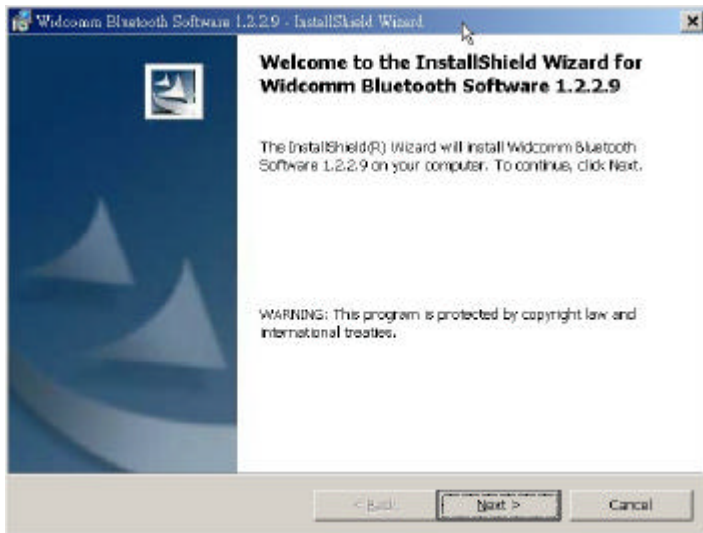 Widcomm Bluetooth Software 1.2.2.9 - InstallShield Wizard
Welcome to the InstallShield Wizard for
Widcomm Bluetooth Software 1.2.2.9
The InstallShield(R) Wizard will install Widcomm Bluetooth
Software 1.2.2.9 on your computer. To continue, click Next.
WARNING: This program is protected by copyright law and
international treaties.
< Back
Next >
Cancel